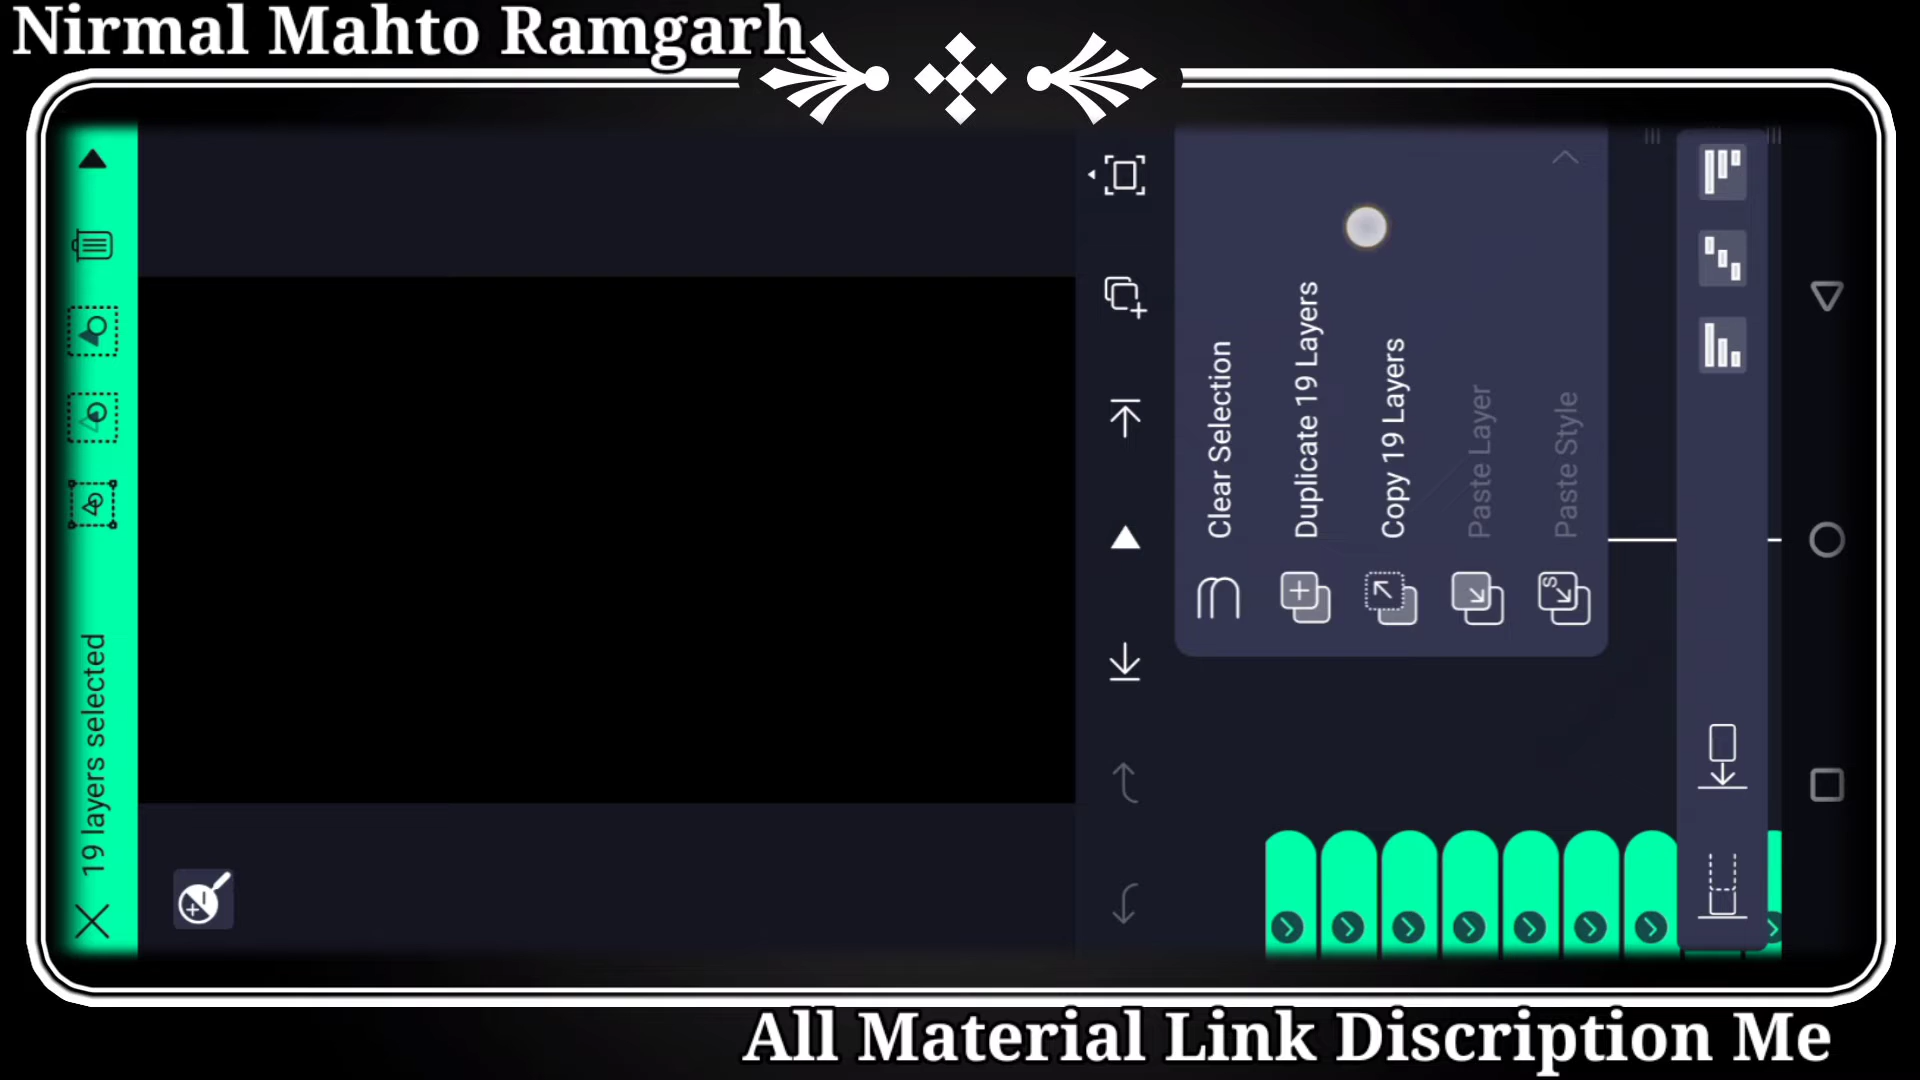 Nirmal Mahto Ramgarh
19 layers selected
Clear Selection
Duplicate 19 Layers
Copy 19 Layers
Paste Layer
Paste Style
All Material Link Discription Me